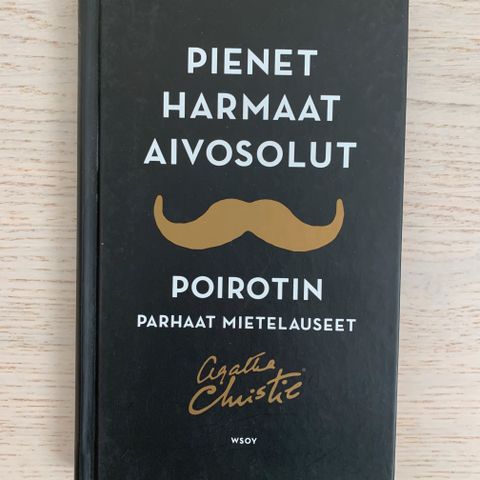 PIENET
HARMAAT
AIVOSOLUT
POIROTIN
PARHAAT MIETELAUSEET
Agatha
Christie
WSOY